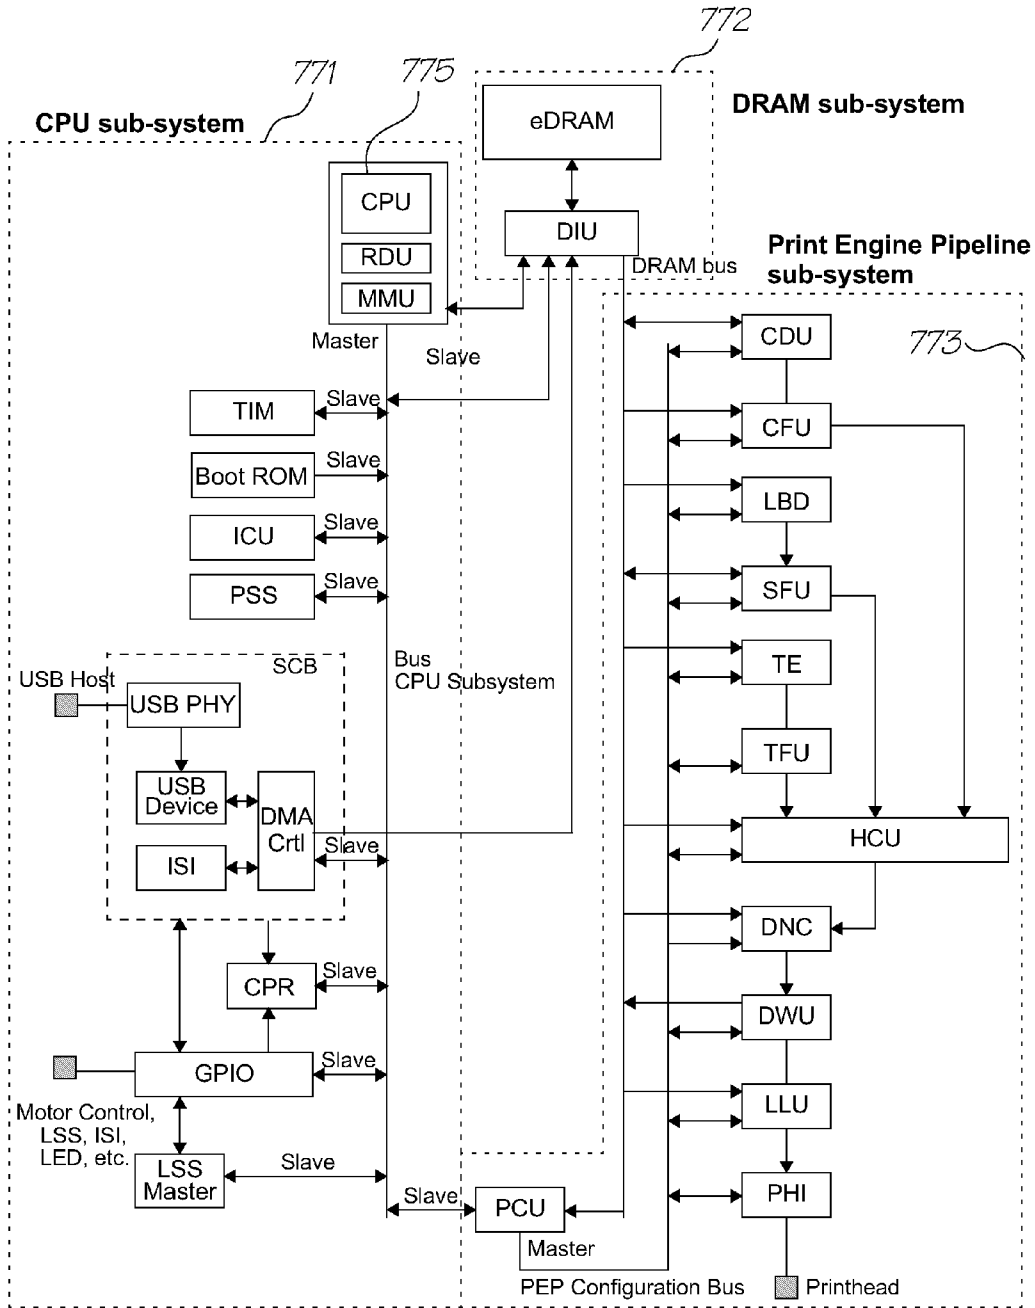 772
771
775
DRAM sub-system
CPU sub-system
eDRAM
CPU
DIU
RDU
MMU
DRAM bus
Print Engine Pipeline
sub-system
Master
Slave
CDU
773
TIM
Slave
CFU
Boot ROM
Slave
LBD
ICU
Slave
PSS
Slave
SFU
SCB
Bus
CPU Subsystem
TE
USB Host
USB PHY
TFU
USB
Device
DMA
Crtl
Slave
ISI
HCU
DNC
CPR
Slave
DWU
GPIO
Slave
Motor Control,
LSS, ISI,
LED, etc.
LLU
LSS
Master
Slave
PHI
Slave
PCU
Master
PEP Configuration Bus
Printhead